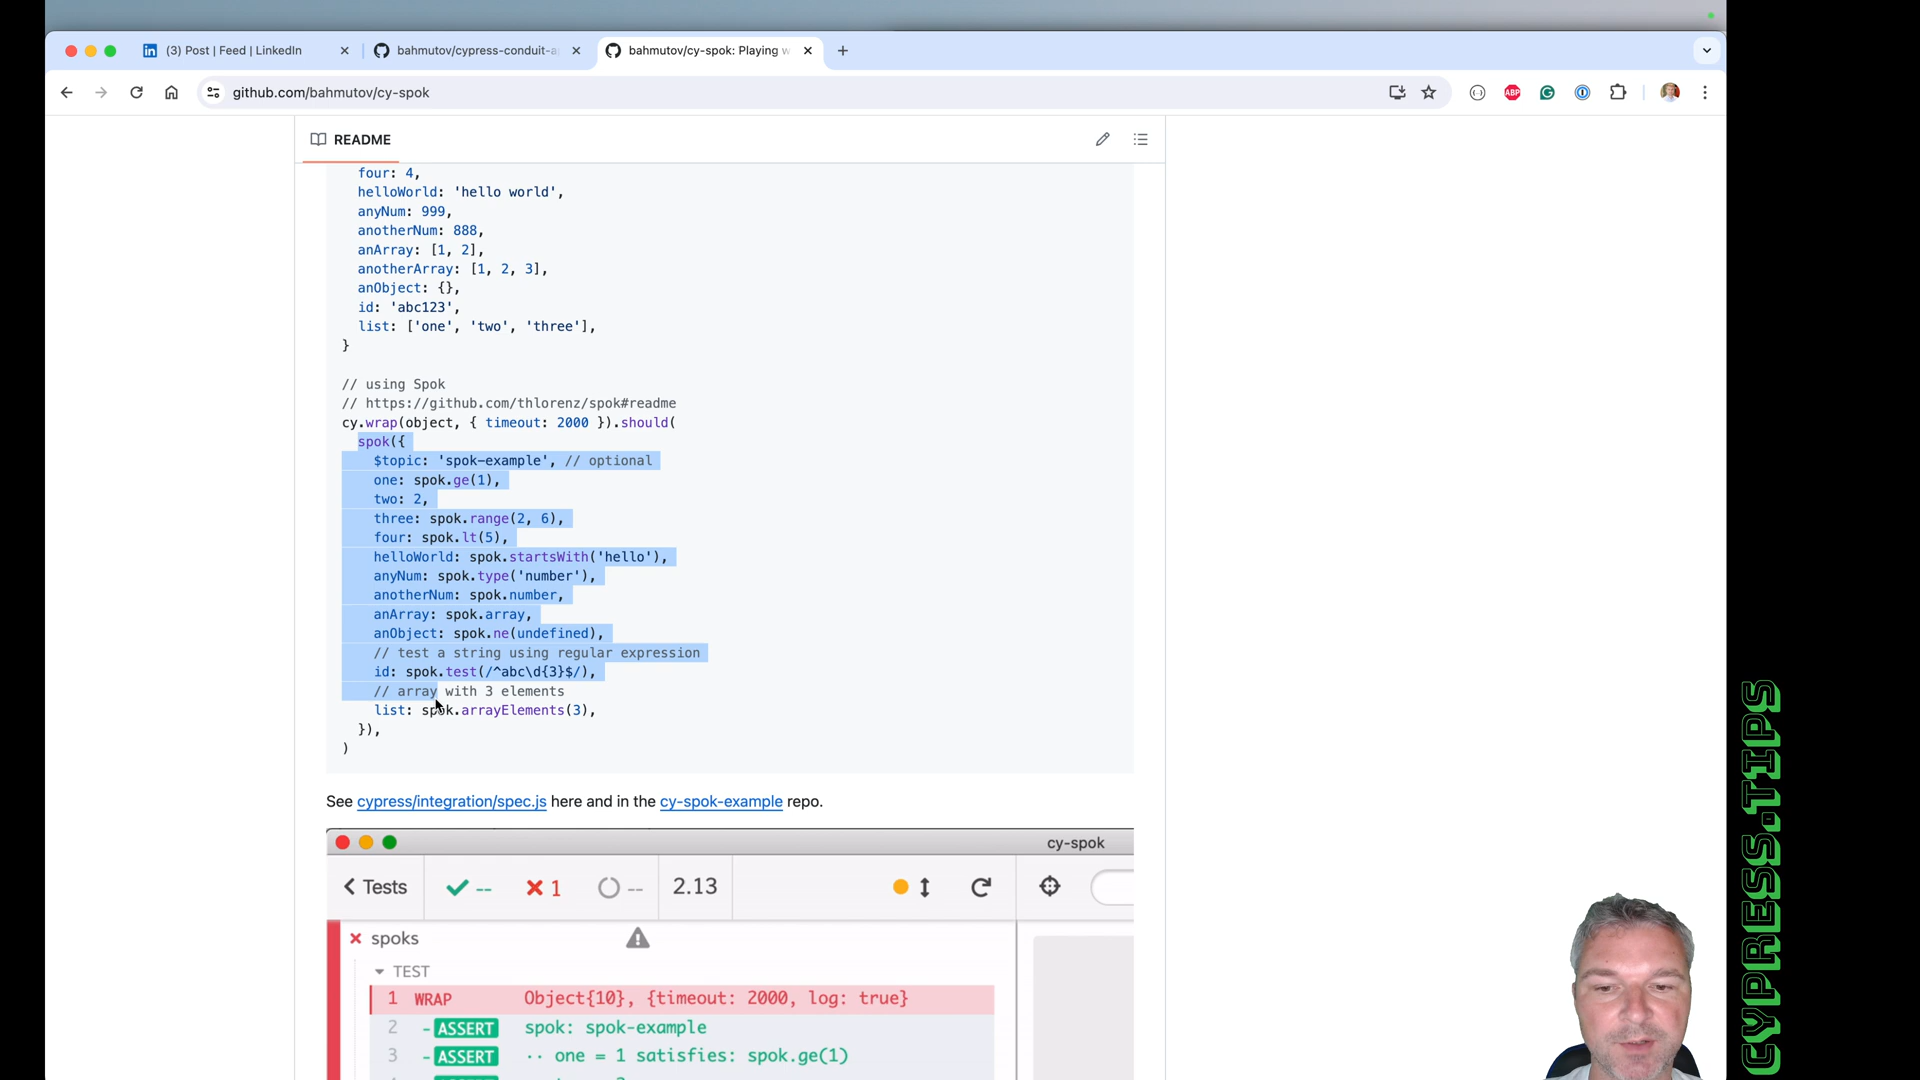 (3) Post | Feed | LinkedIn
bahmutov/cypress-conduit-a
bahmutov/cy-spok: Playing w
github.com/bahmutov/cy-spok
ABP
README
four: 4,
helloWorld: 'hello world',
anyNum: 999,
anotherNum: 888,
anArray: [1, 2],
anotherArray: [1, 2, 3],
anObject: {},
id: 'abc123',
list: ['one', 'two', 'three'],
}
// using Spok
// https://github.com/thlorenz/spok#readme
cy.wrap(object, { timeout: 2000 }).should(
spok({
$topic: 'spok-example', // optional
one: spok.ge(1),
two: 2,
three: spok.range(2, 6),
four: spok.lt(5),
helloWorld: spok.startsWith('hello'),
anyNum: spok.type('number'),
anotherNum: spok.number,
anArray: spok.array,
anObject: spok.ne(undefined),
// test a string using regular expression
id: spok.test(/^abc\d{3}$/),
// array with 3 elements
list: spok.arrayElements(3),
}),
)
See cypress/integration/spec.js here and in the cy-spok-example repo.
cy-spok
Tests -- 1 -- 2.13
spoks
TEST
1 WRAP Object{10}, {timeout: 2000, log: true}
2 -ASSERT spok: spok-example
3 -ASSERT ·· one = 1 satisfies: spok.ge(1)
CYPRESS.TIPS